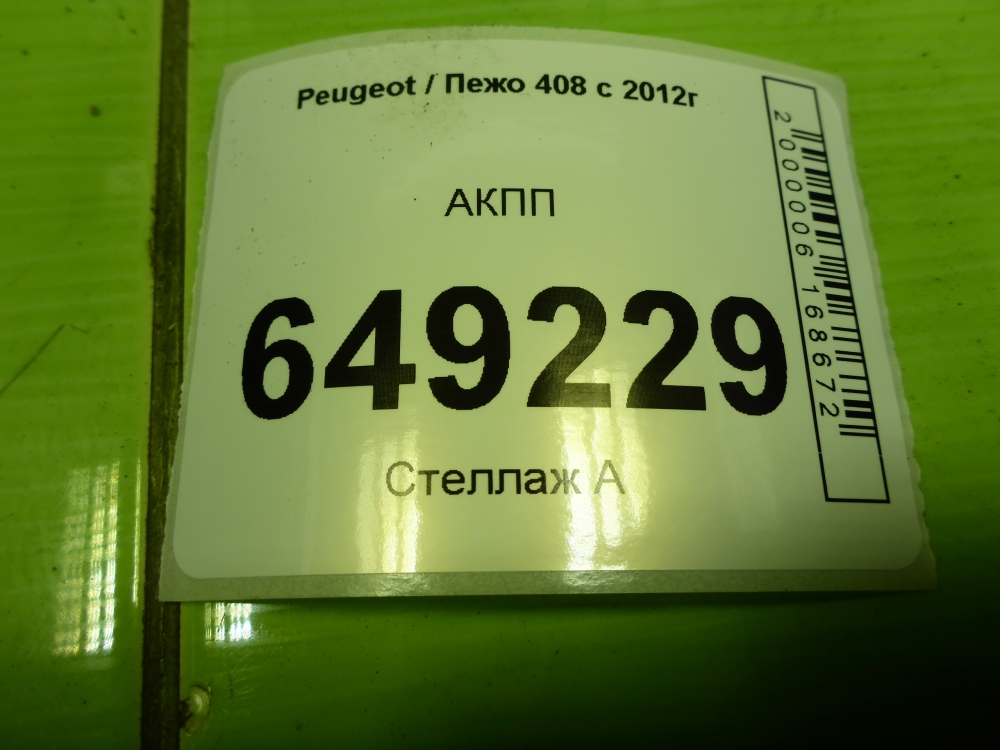 Peugeot / Пежо 408 с 2012г
АКПП
649229
Стеллаж А
2000006168672